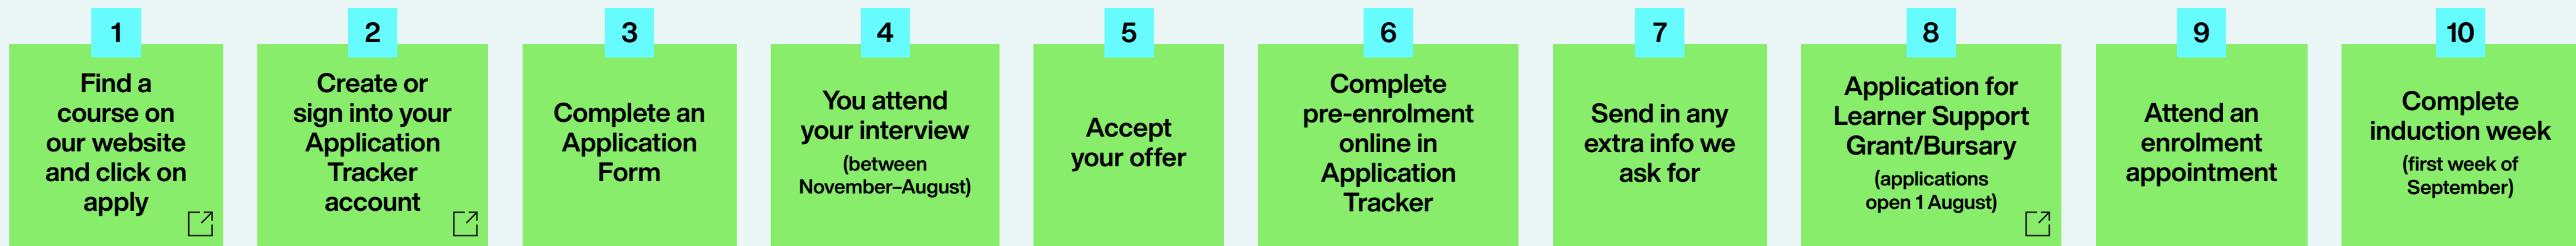 1
Find a
course on
our website
and click on
apply
2
Create or
sign into your
Application
Tracker
account
3
Complete an
Application
Form
4
You attend
your interview
(between
November–August)
5
Accept
your offer
6
Complete
pre-enrolment
online in
Application
Tracker
7
Send in any
extra info we
ask for
8
Application for
Learner Support
Grant/Bursary
(applications
open 1 August)
9
Attend an
enrolment
appointment
10
Complete
induction week
(first week of
September)